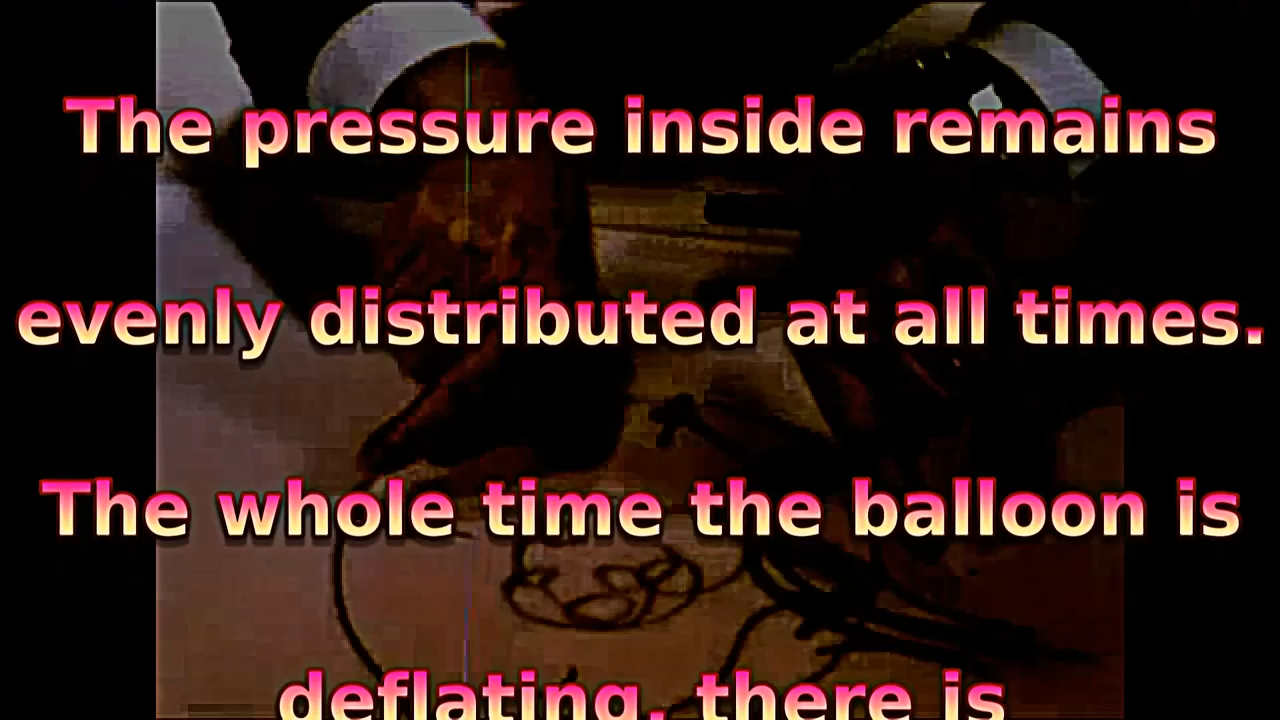 The pressure inside remains
evenly distributed at all times.
The whole time the balloon is
deflating, there is